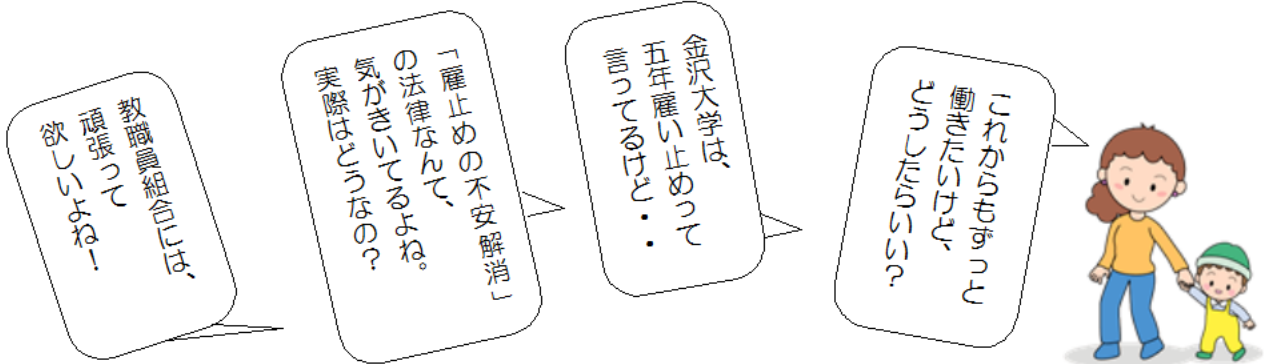 これからもずっと
働きたいけど、
どうしたらいい？
金沢大学は、
五年雇い止めって
言ってるけど・・
「雇止めの不安解消」
の法律なんて、
気がきいてるよね。
実際はどうなの？
教職員組合には、
頑張って
欲しいよね！